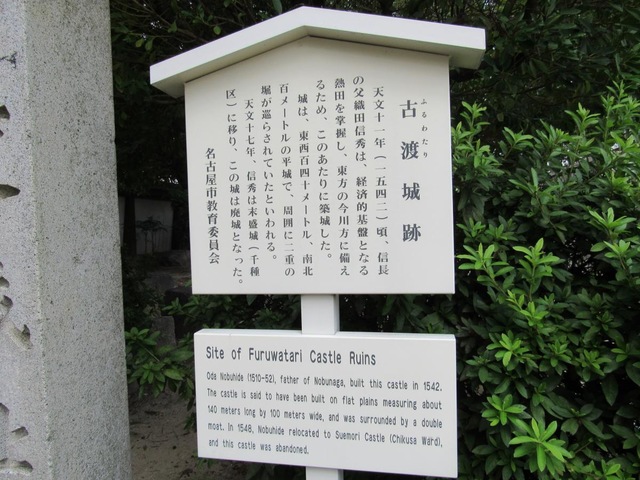 ふるわたり
古渡城跡
天文十一年（一五四二）頃、信長
の父織田信秀は、経済的基盤となる
熱田を掌握し、東方の今川方に備え
るため、このあたりに築城した。
城は、東西百四十メートル、南北
百メートルの平城で、周囲に二重の
堀が巡らされていたといわれる。
天文十七年、信秀は末盛城（千種
区）に移り、この城は廃城となった。
名古屋市教育委員会
Site of Furuwatari Castle Ruins
Oda Nobuhide (1510-52), father of Nobunaga, built this castle in 1542.
The castle is said to have been built on flat plains measuring about
140 meters long by 100 meters wide, and was surrounded by a double
moat. In 1548, Nobuhide relocated to Suemori Castle (Chikusa Ward),
and this castle was abandoned.